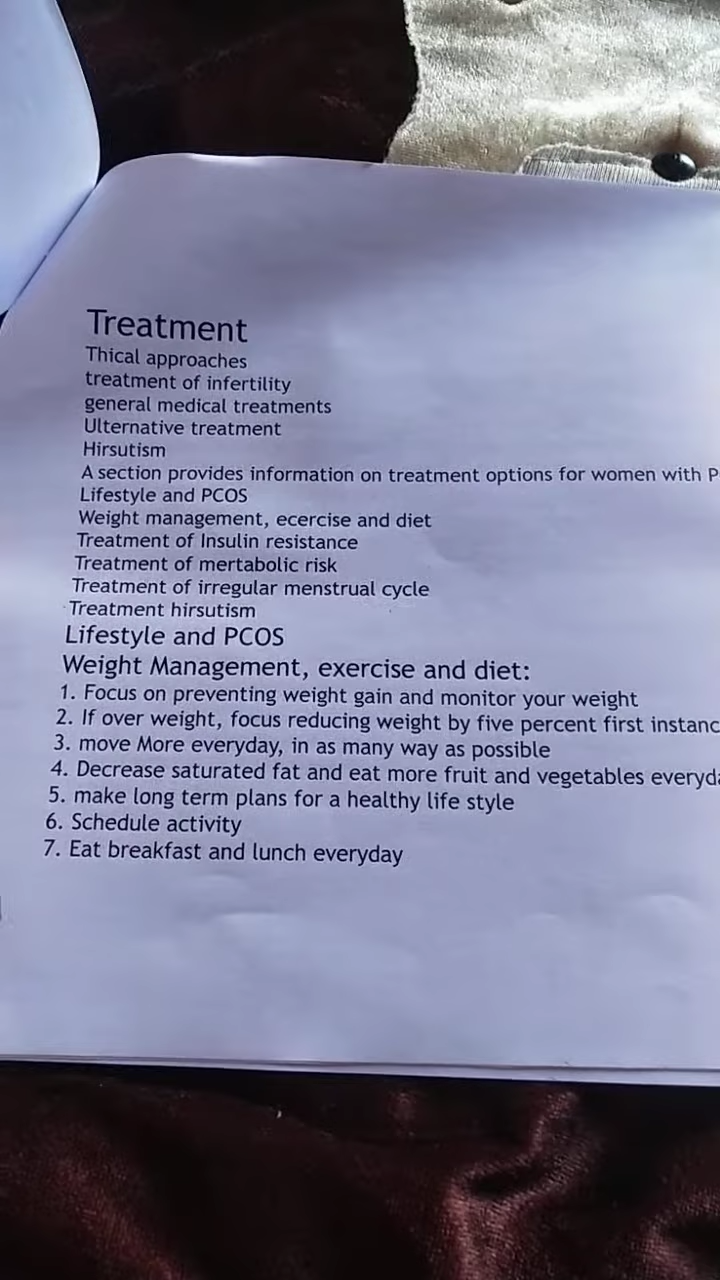 Treatment
Thical approaches
treatment of infertility
general medical treatments
Ulternative treatment
Hirsutism
A section provides information on treatment options for women with P
Lifestyle and PCOS
Weight management, ecercise and diet
Treatment of Insulin resistance
Treatment of mertabolic risk
Treatment of irregular menstrual cycle
Treatment hirsutism
Lifestyle and PCOS
Weight Management, exercise and diet:
1. Focus on preventing weight gain and monitor your weight
2. If over weight, focus reducing weight by five percent first instanc
3. move More everyday, in as many way as possible
4. Decrease saturated fat and eat more fruit and vegetables everyda
5. make long term plans for a healthy life style
6. Schedule activity
7. Eat breakfast and lunch everyday